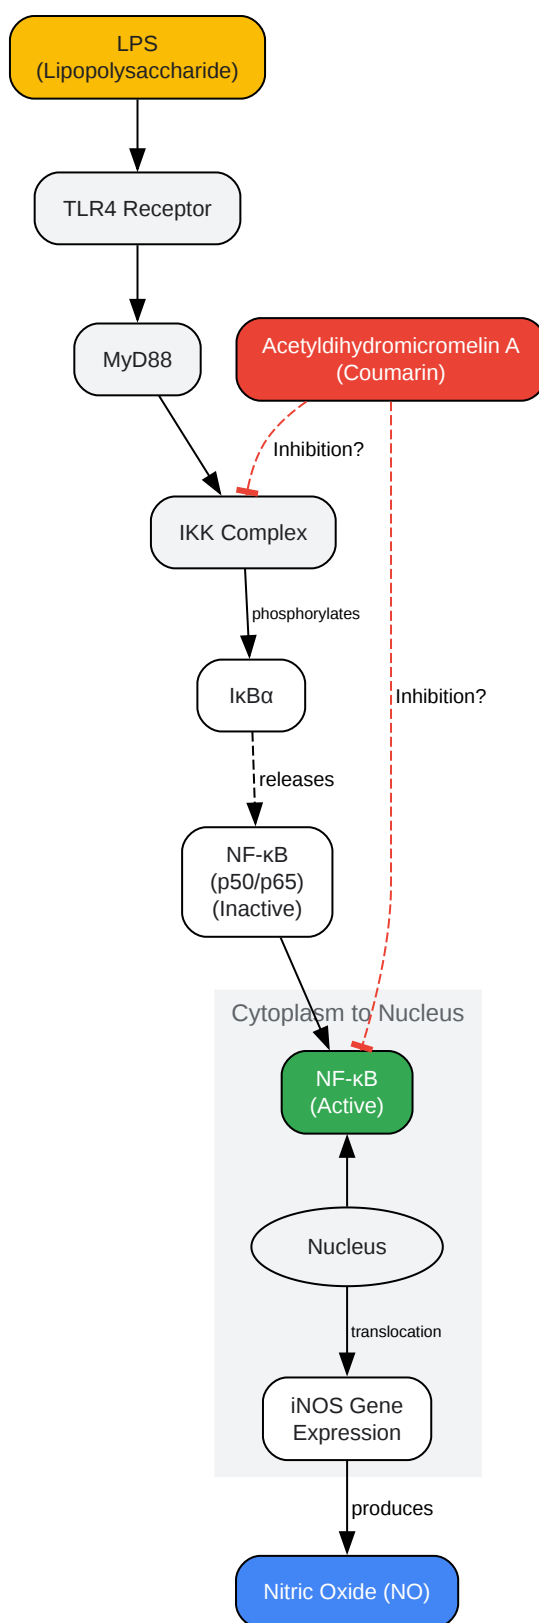 LPS
(Lipopolysaccharide)
TLR4 Receptor
MyD88
Acetyldihydromicromelin A
(Coumarin)
Inhibition?
IKK Complex
phosphorylates
IκBα
Inhibition?
releases
NF-κB
(p50/p65)
(Inactive)
Cytoplasm to Nucleus
NF-κB
(Active)
Nucleus
translocation
iNOS Gene
Expression
produces
Nitric Oxide (NO)